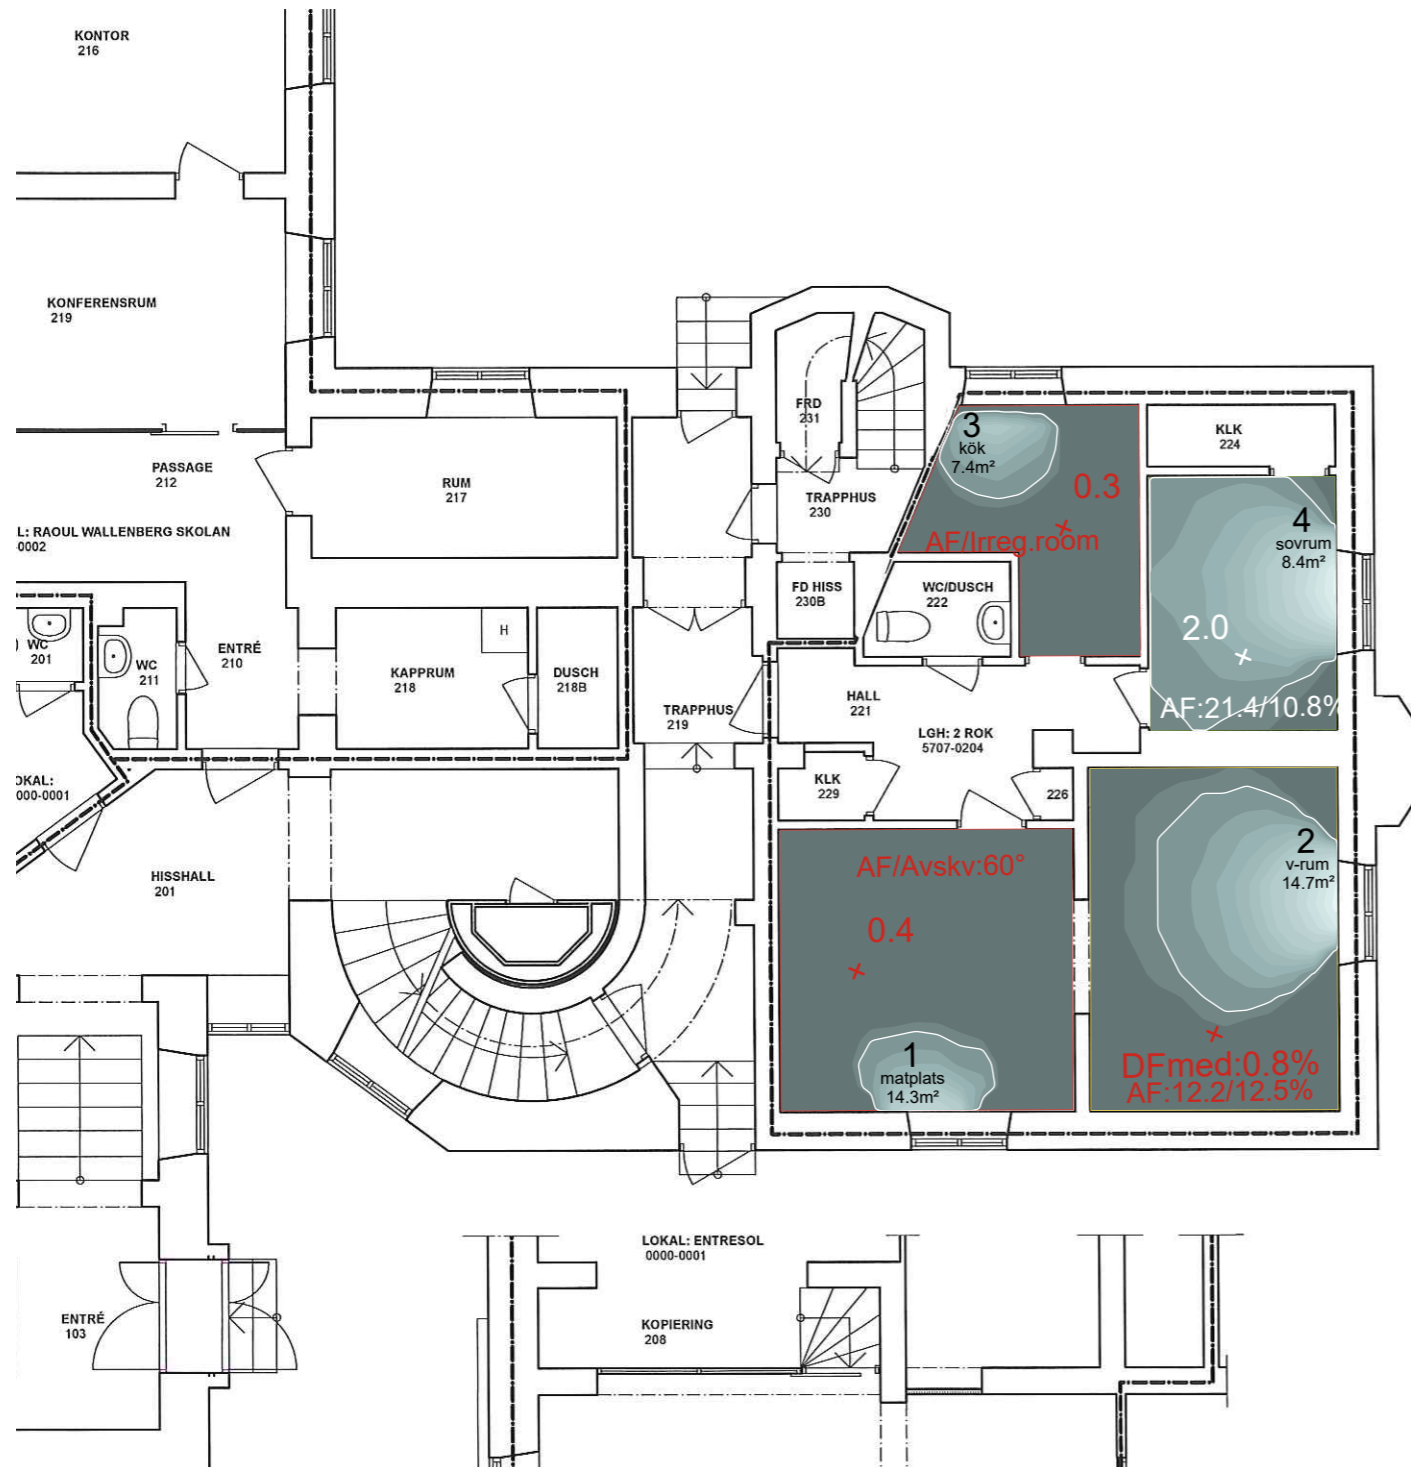 KONTOR
216
KONFERENSRUM
219
PASSAGE
212
L: RAOUL WALLENBERG SKOLAN
0002
RUM
217
FRD
231
TRAPPHUS
230
3
kök
7.4m²
0.3
AF/Irreg.room
KLK
224
4
sovrum
8.4m²
2.0
AF:21.4/10.8%
FD HISS
230B
WC/DUSCH
222
WC
201
WC
211
ENTRÉ
210
KAPPRUM
218
H
DUSCH
218B
TRAPPHUS
219
HALL
221
LGH: 2 ROK
5707-0204
KLK
229
226
OKAL:
000-0001
HISSHALL
201
AF/Avskv:60°
0.4
1
matplats
14.3m²
2
v-rum
14.7m²
DFmed:0.8%
AF:12.2/12.5%
LOKAL: ENTRESOL
0000-0001
ENTRÉ
103
KOPIERING
208